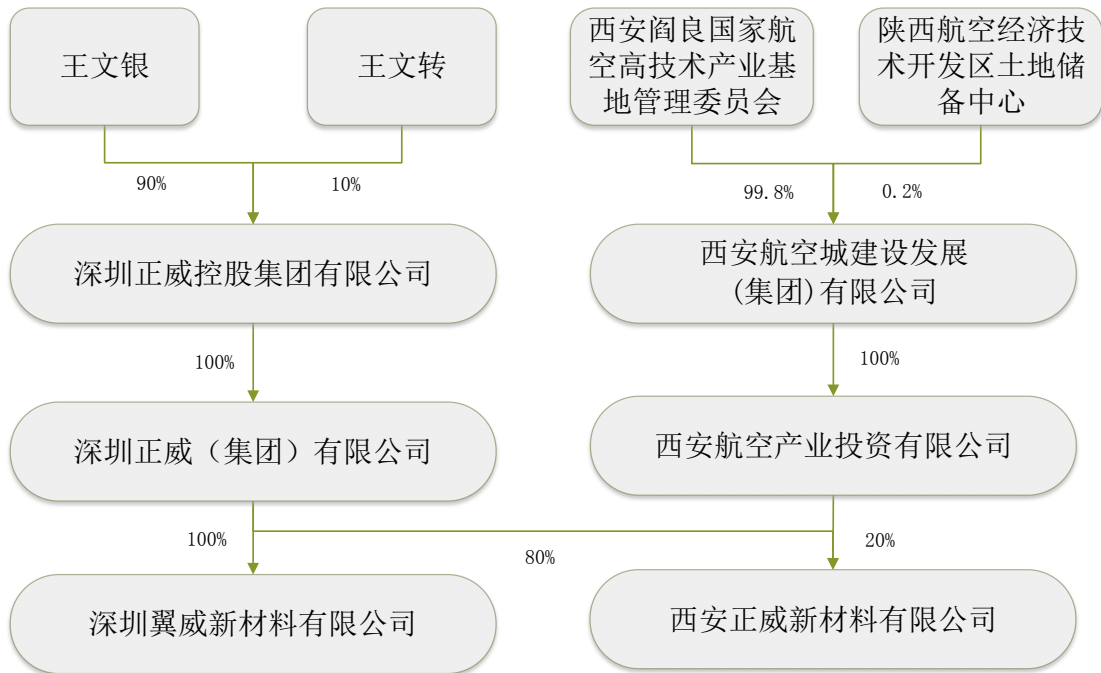 王文银
王文转
西安阎良国家航
空高技术产业基
地管理委员会
陕西航空经济技
术开发区土地储
备中心
90%
10%
99.8%
0.2%
深圳正威控股集团有限公司
西安航空城建设发展
(集团)有限公司
100%
100%
深圳正威（集团）有限公司
西安航空产业投资有限公司
100%
80%
20%
深圳翼威新材料有限公司
西安正威新材料有限公司